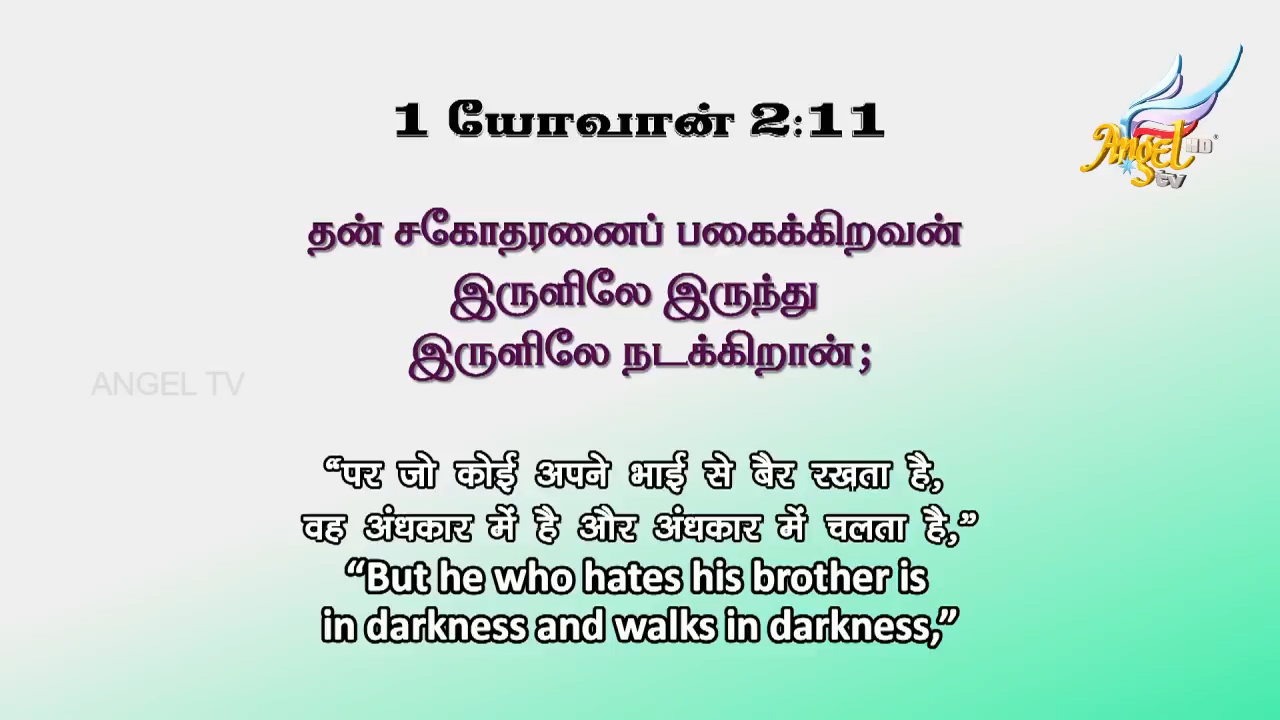 1 யோவான் 2:11
Angel HD
tv
தன் சகோதரனைப் பகைக்கிறவன்
இருளிலே இருந்து
இருளிலே நடக்கிறான்;
ANGEL TV
“पर जो कोई अपने भाई से बैर रखता है,
वह अंधकार में है और अंधकार में चलता है,”
“But he who hates his brother is
in darkness and walks in darkness,”